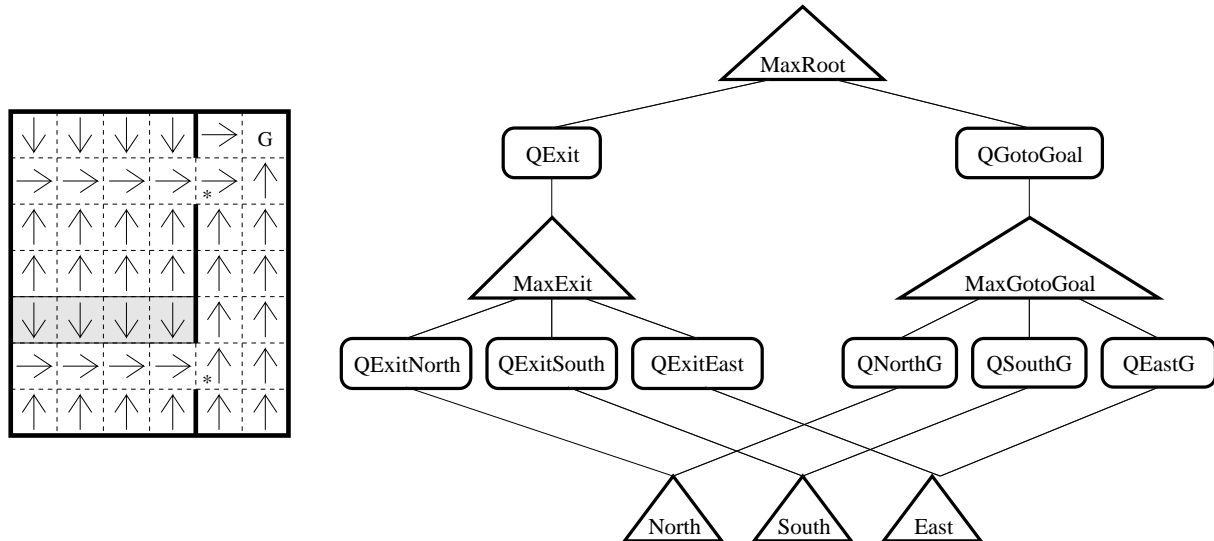 MaxRoot
G
QExit QGotoGoal
*
MaxExit MaxGotoGoal
QExitNorth QExitSouth QExitEast QNorthG QSouthG QEastG
*
North South East